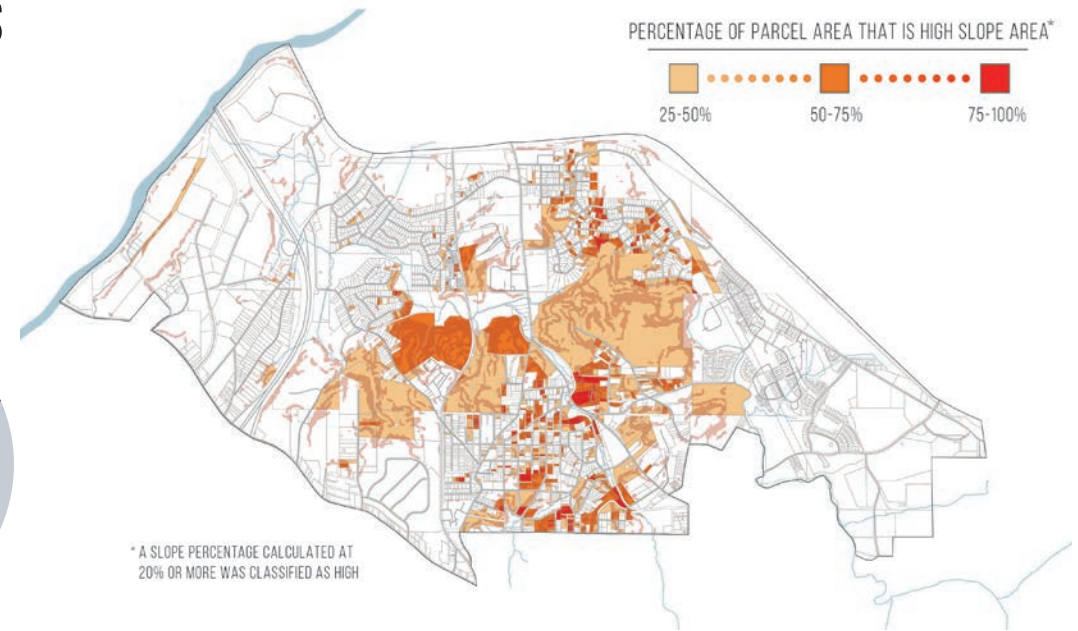 S
PERCENTAGE OF PARCEL AREA THAT IS HIGH SLOPE AREA*
25-50%
50-75%
75-100%
* A SLOPE PERCENTAGE CALCULATED AT
20% OR MORE WAS CLASSIFIED AS HIGH